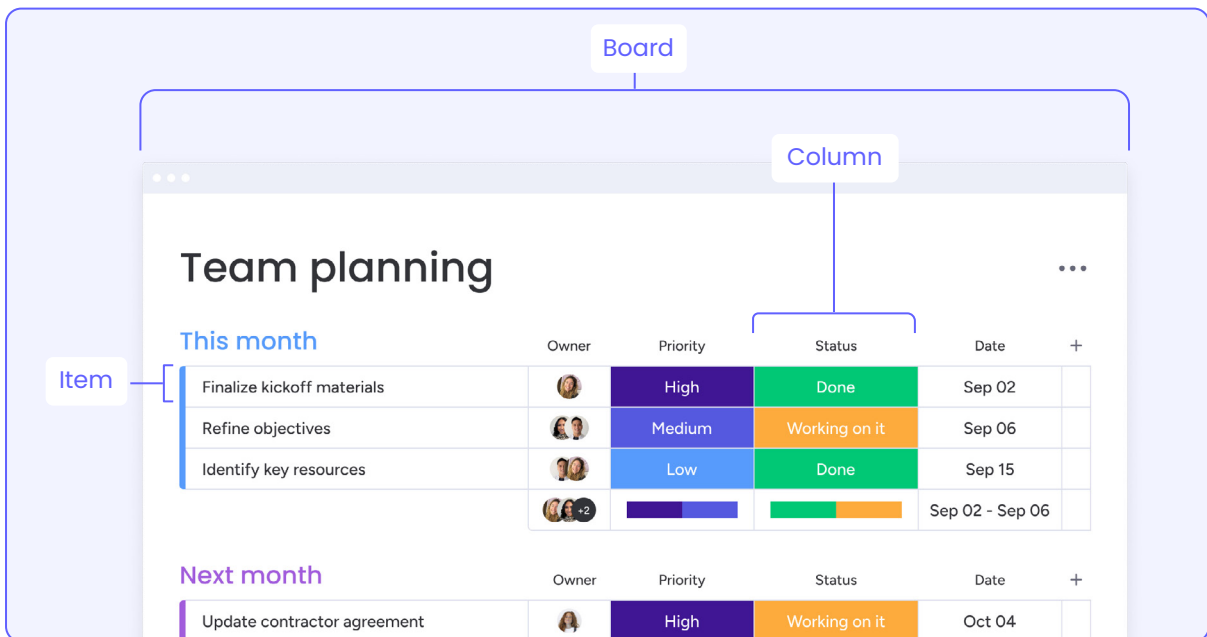 Board
Column
Team planning
This month Owner Priority Status Date +
Item
Finalize kickoff materials High Done Sep 02
Refine objectives Medium Working on it Sep 06
Identify key resources Low Done Sep 15
+2 Sep 02 - Sep 06
Next month Owner Priority Status Date +
Update contractor agreement High Working on it Oct 04